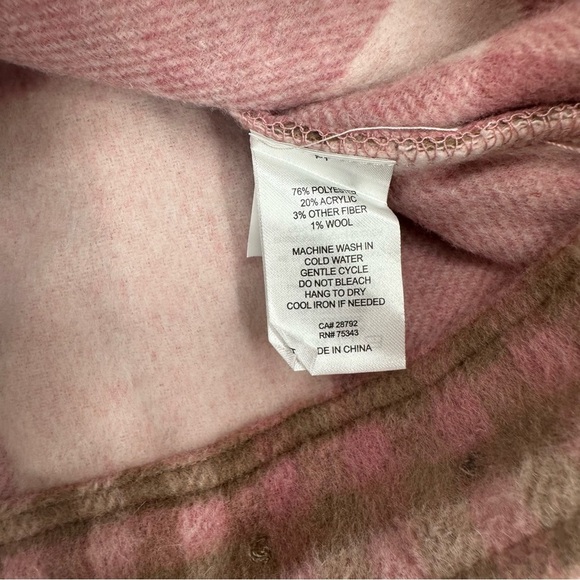 76% POLYESTER
20% ACRYLIC
3% OTHER FIBER
1% WOOL
MACHINE WASH IN
COLD WATER
GENTLE CYCLE
DO NOT BLEACH
HANG TO DRY
COOL IRON IF NEEDED
CA# 28792
RN# 75343
DE IN CHINA